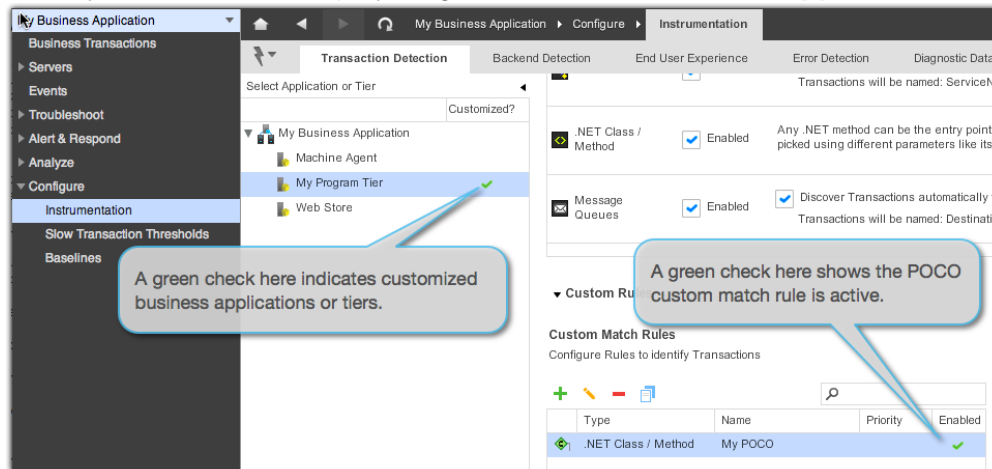 My Business Application
My Business Application
Configure
Instrumentation
Business Transactions
Servers
Events
Troubleshoot
Alert & Respond
Analyze
Configure
Instrumentation
Slow Transaction Thresholds
Baselines
Transaction Detection
Backend Detection
End User Experience
Error Detection
Diagnostic Data
Select Application or Tier
Customized?
My Business Application
Machine Agent
My Program Tier
Web Store
Transactions will be named: ServiceN
.NET Class /
Method
Enabled
Any .NET method can be the entry point
picked using different parameters like its
Message
Queues
Enabled
Discover Transactions automatically
Transactions will be named: Destinati
A green check here indicates customized
business applications or tiers.
A green check here shows the POCO
custom match rule is active.
Custom Ru
Custom Match Rules
Configure Rules to identify Transactions
Type
Name
Priority
Enabled
.NET Class / Method
My POCO